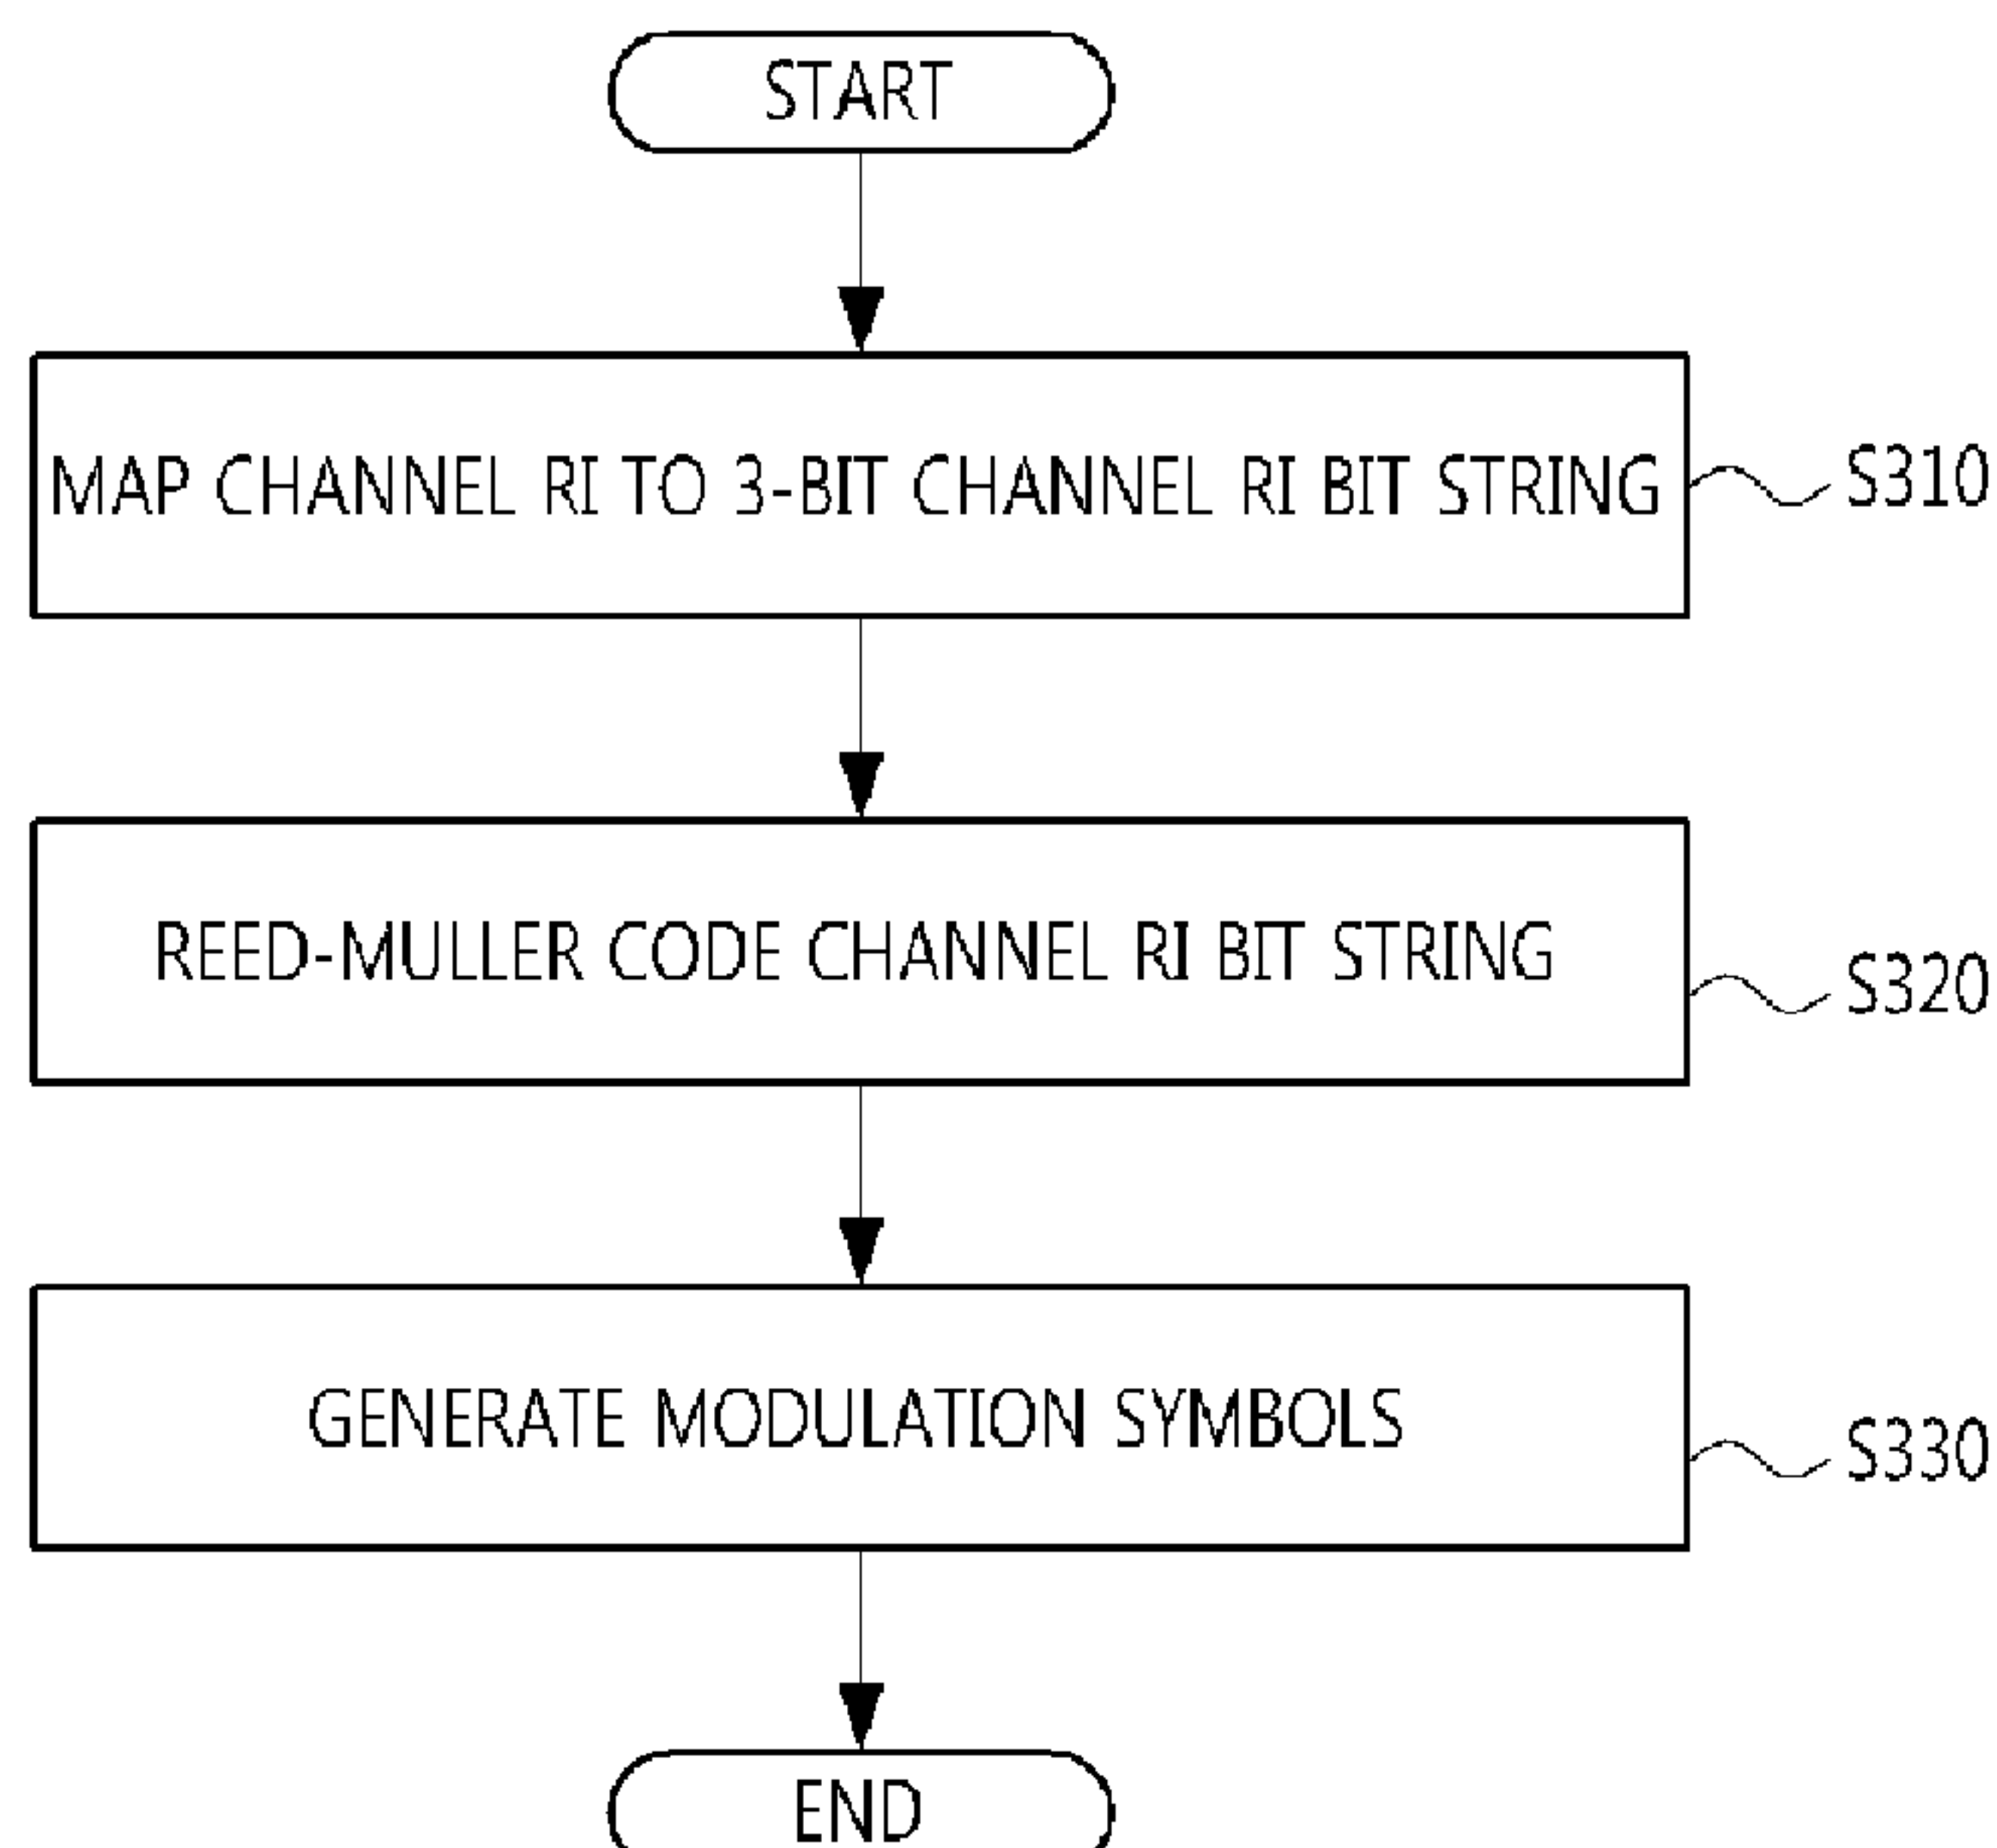 START
MAP CHANNEL RI TO 3-BIT CHANNEL RI BIT STRING
S310
REED-MULLER CODE CHANNEL RI BIT STRING
S320
GENERATE MODULATION SYMBOLS
S330
END